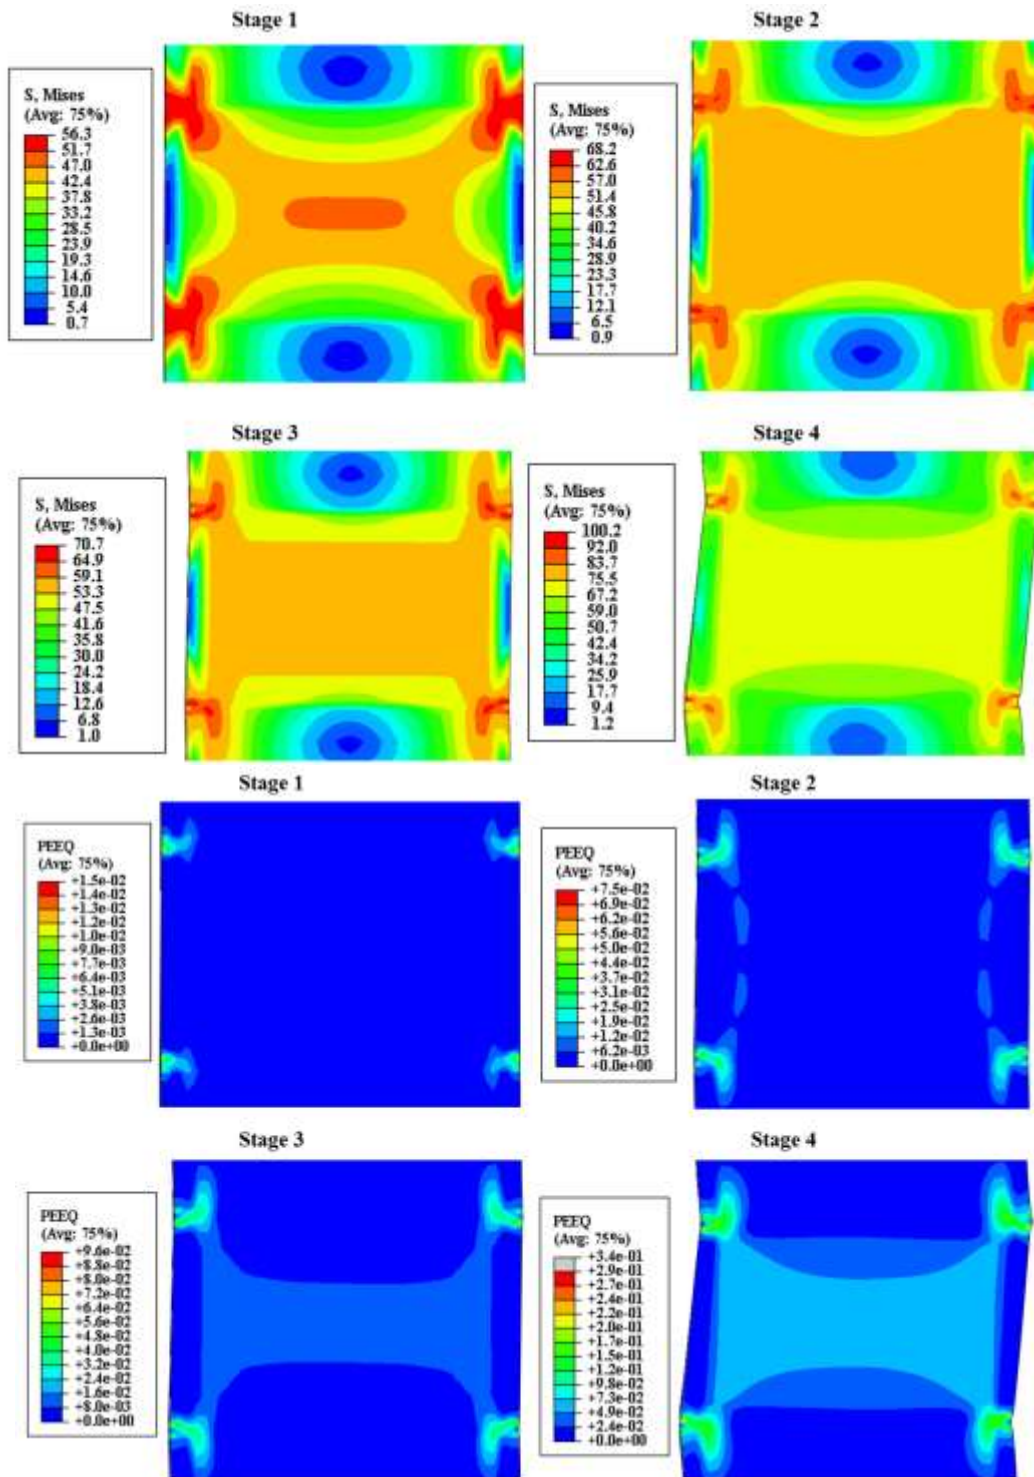 Stage 1
S, Mises
(Avg: 75%)
56.3
51.7
47.0
42.4
37.8
33.2
28.5
23.9
19.3
14.6
10.0
5.4
0.7
Stage 2
S, Mises
(Avg: 75%)
68.2
62.6
57.0
51.4
45.8
40.2
34.6
28.9
23.3
17.7
12.1
6.5
0.9
Stage 3
S, Mises
(Avg: 75%)
70.7
64.9
59.1
53.3
47.5
41.6
35.8
30.0
24.2
18.4
12.6
6.8
1.0
Stage 4
S, Mises
(Avg: 75%)
100.2
92.0
83.7
75.5
67.2
59.0
50.7
42.4
34.2
25.9
17.7
9.4
1.2
Stage 1
PEEQ
(Avg: 75%)
+1.5e-02
+1.4e-02
+1.3e-02
+1.2e-02
+1.0e-02
+9.0e-03
+7.7e-03
+6.4e-03
+5.1e-03
+3.8e-03
+2.6e-03
+1.3e-03
+0.0e+00
Stage 2
PEEQ
(Avg: 75%)
+7.5e-02
+6.9e-02
+6.2e-02
+5.6e-02
+5.0e-02
+4.4e-02
+3.7e-02
+3.1e-02
+2.5e-02
+1.9e-02
+1.2e-02
+6.2e-03
+0.0e+00
Stage 3
PEEQ
(Avg: 75%)
+9.6e-02
+8.8e-02
+8.0e-02
+7.2e-02
+6.4e-02
+5.6e-02
+4.8e-02
+4.0e-02
+3.2e-02
+2.4e-02
+1.6e-02
+8.0e-03
+0.0e+00
Stage 4
PEEQ
(Avg: 75%)
+3.4e-01
+2.9e-01
+2.7e-01
+2.4e-01
+2.2e-01
+2.0e-01
+1.7e-01
+1.5e-01
+1.2e-01
+9.8e-02
+7.3e-02
+4.9e-02
+2.4e-02
+0.0e+00